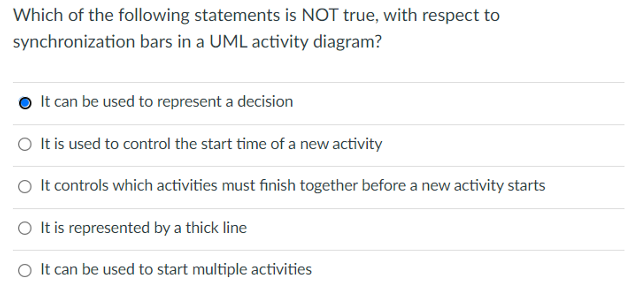 Which of the following statements is NOT true, with respect to
synchronization bars in a UML activity diagram?
It can be used to represent a decision
It is used to control the start time of a new activity
It controls which activities must finish together before a new activity starts
It is represented by a thick line
It can be used to start multiple activities